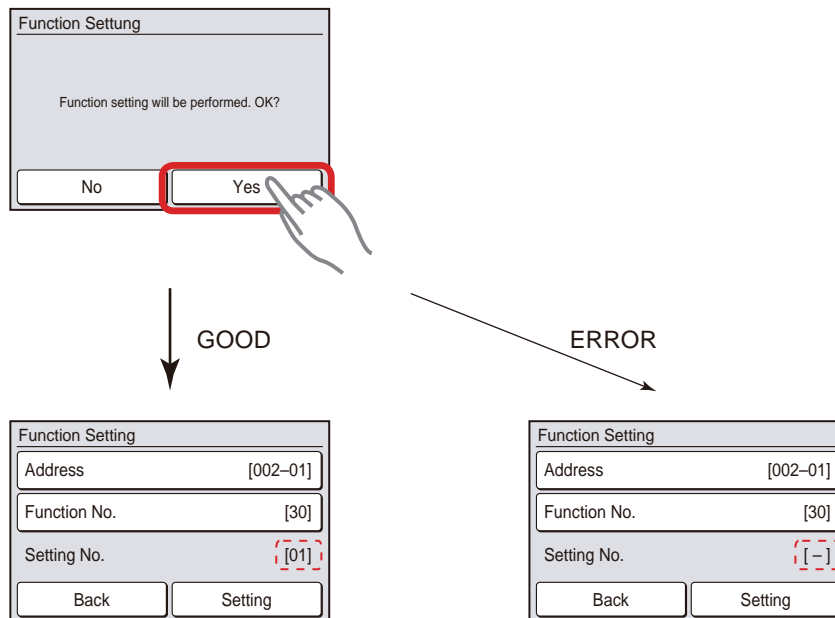 Function Settung
Function setting will be performed. OK?
No Yes
GOOD ERROR
Function Setting
Address [002–01]
Function No. [30]
Setting No. [01]
Back Setting
Function Setting
Address [002–01]
Function No. [30]
Setting No. [ – ]
Back Setting